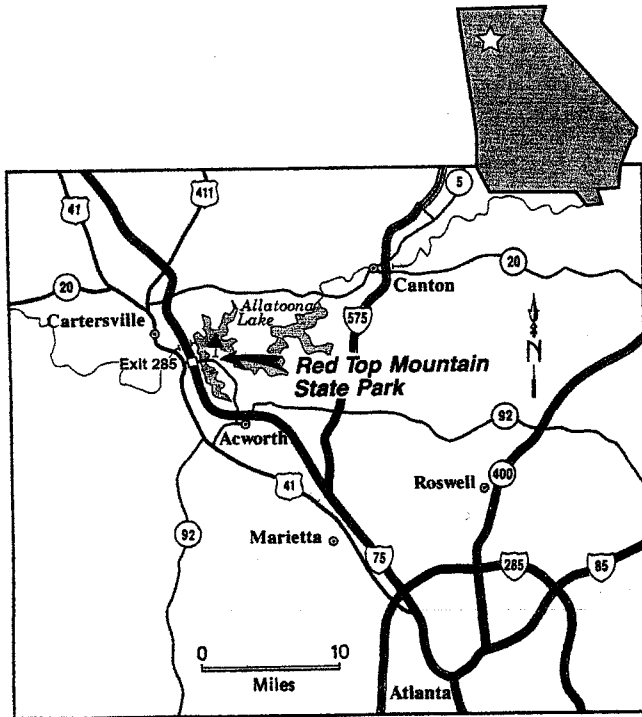 5
41
411
20
Canton
20
Allatoona
Lake
Cartersville
575
Exit 285
Red Top Mountain
State Park
N
92
Acworth
400
Roswell
41
92
Marietta
75
285
85
0 10
Miles
Atlanta